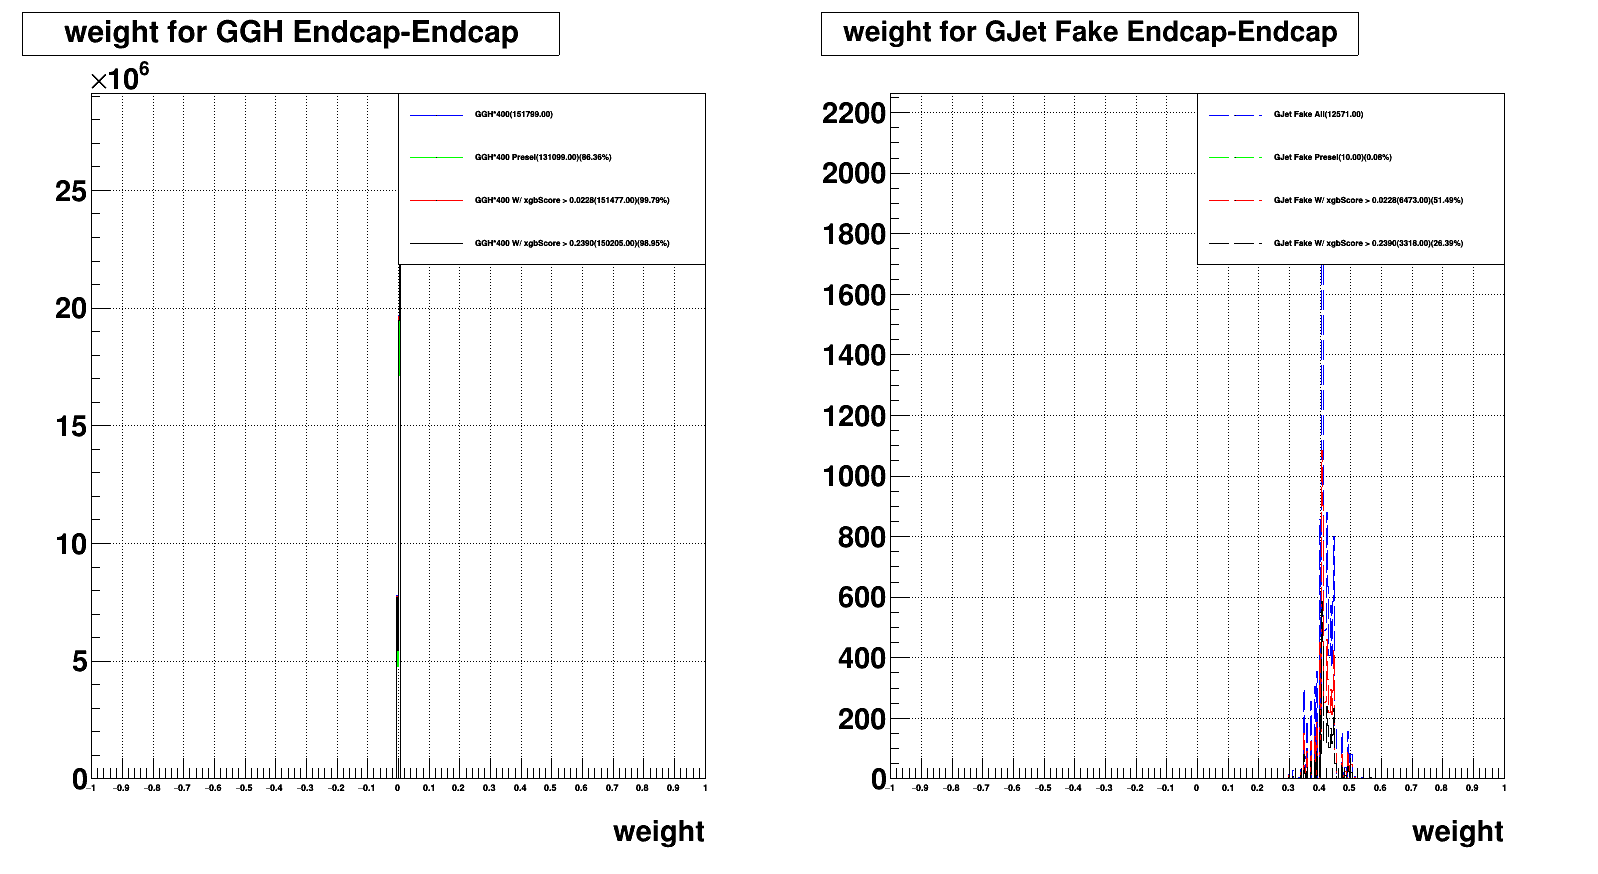 weight for GGH Endcap-Endcap
×10⁶
GGH*400(151799.00)
GGH*400 Presel(131099.00)(86.36%)
GGH*400 W/ xgbScore > 0.0228(151477.00)(99.79%)
GGH*400 W/ xgbScore > 0.2390(150205.00)(98.95%)
25
20
15
10
5
0
−1 −0.9 −0.8 −0.7 −0.6 −0.5 −0.4 −0.3 −0.2 −0.1 0 0.1 0.2 0.3 0.4 0.5 0.6 0.7 0.8 0.9 1
weight
weight for GJet Fake Endcap-Endcap
GJet Fake All(12571.00)
GJet Fake Presel(10.00)(0.08%)
GJet Fake W/ xgbScore > 0.0228(6473.00)(51.49%)
GJet Fake W/ xgbScore > 0.2390(3318.00)(26.39%)
2200
2000
1800
1600
1400
1200
1000
800
600
400
200
0
−1 −0.9 −0.8 −0.7 −0.6 −0.5 −0.4 −0.3 −0.2 −0.1 0 0.1 0.2 0.3 0.4 0.5 0.6 0.7 0.8 0.9 1
weight